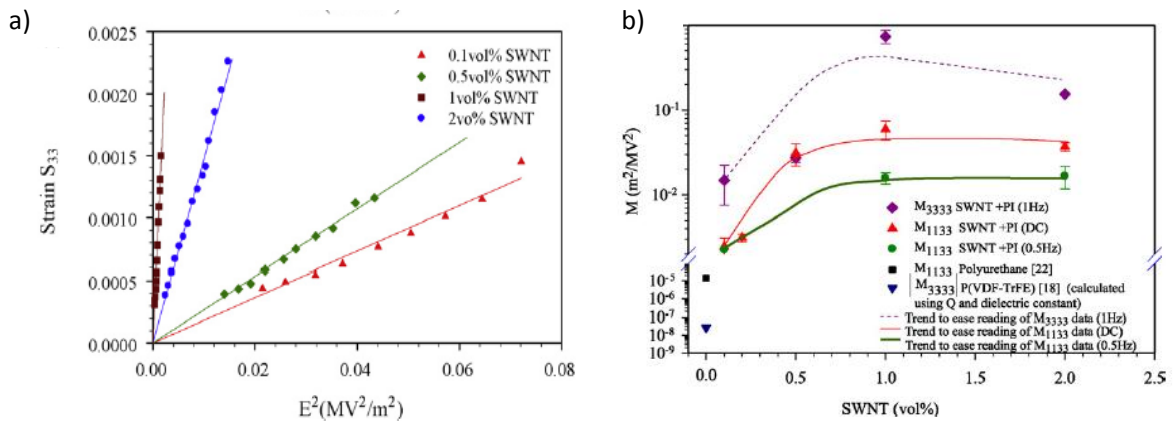 a)
Strain S33
0.0025
0.0020
0.0015
0.0010
0.0005
0.0000
0.1vol% SWNT
0.5vol% SWNT
1vol% SWNT
2vo% SWNT
0.00 0.02 0.04 0.06 0.08
E²(MV²/m²)
b)
M (m²/MV²)
10⁻¹
10⁻²
10⁻⁵
10⁻⁶
10⁻⁷
10⁻⁸
10⁻⁹
M3333 SWNT +PI (1Hz)
M1133 SWNT +PI (DC)
M1133 SWNT +PI (0.5Hz)
M1133 Polyurethane [22]
M3333 P(VDF-TrFE) [18] (calculated
using Q and dielectric constant)
Trend to ease reading of M3333 data (1Hz)
Trend to ease reading of M1133 data (DC)
Trend to ease reading of M1133 data (0.5Hz)
0.0 0.5 1.0 1.5 2.0 2.5
SWNT (vol%)